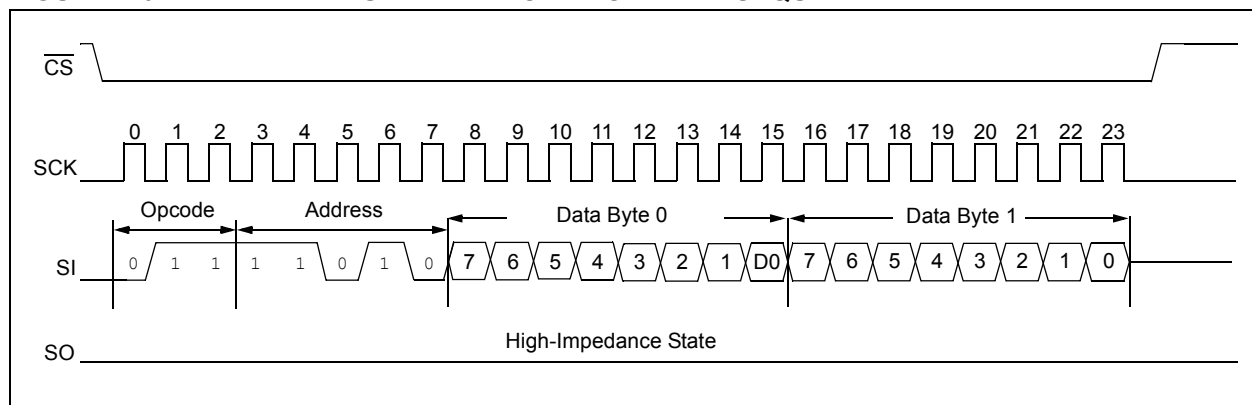 CS
0 1 2 3 4 5 6 7 8 9 10 11 12 13 14 15 16 17 18 19 20 21 22 23
SCK
Opcode Address Data Byte 0 Data Byte 1
SI 0 1 1 1 1 0 1 0 7 6 5 4 3 2 1 D0 7 6 5 4 3 2 1 0
High-Impedance State
SO